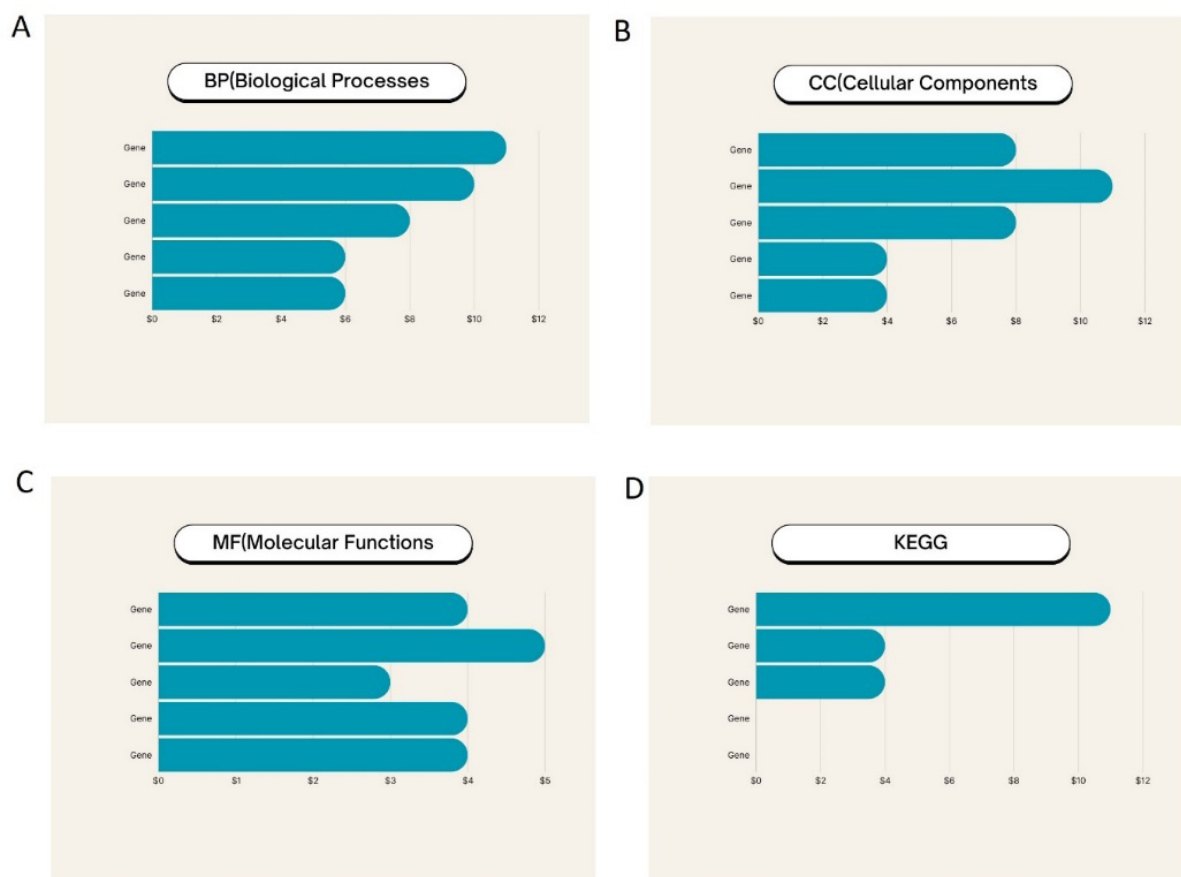 A
BP(Biological Processes
Gene
Gene
Gene
Gene
Gene
$0 $2 $4 $6 $8 $10 $12
B
CC(Cellular Components
Gene
Gene
Gene
Gene
Gene
$0 $2 $4 $6 $8 $10 $12
C
MF(Molecular Functions
Gene
Gene
Gene
Gene
Gene
$0 $1 $2 $3 $4 $5
D
KEGG
Gene
Gene
Gene
Gene
Gene
$0 $2 $4 $6 $8 $10 $12